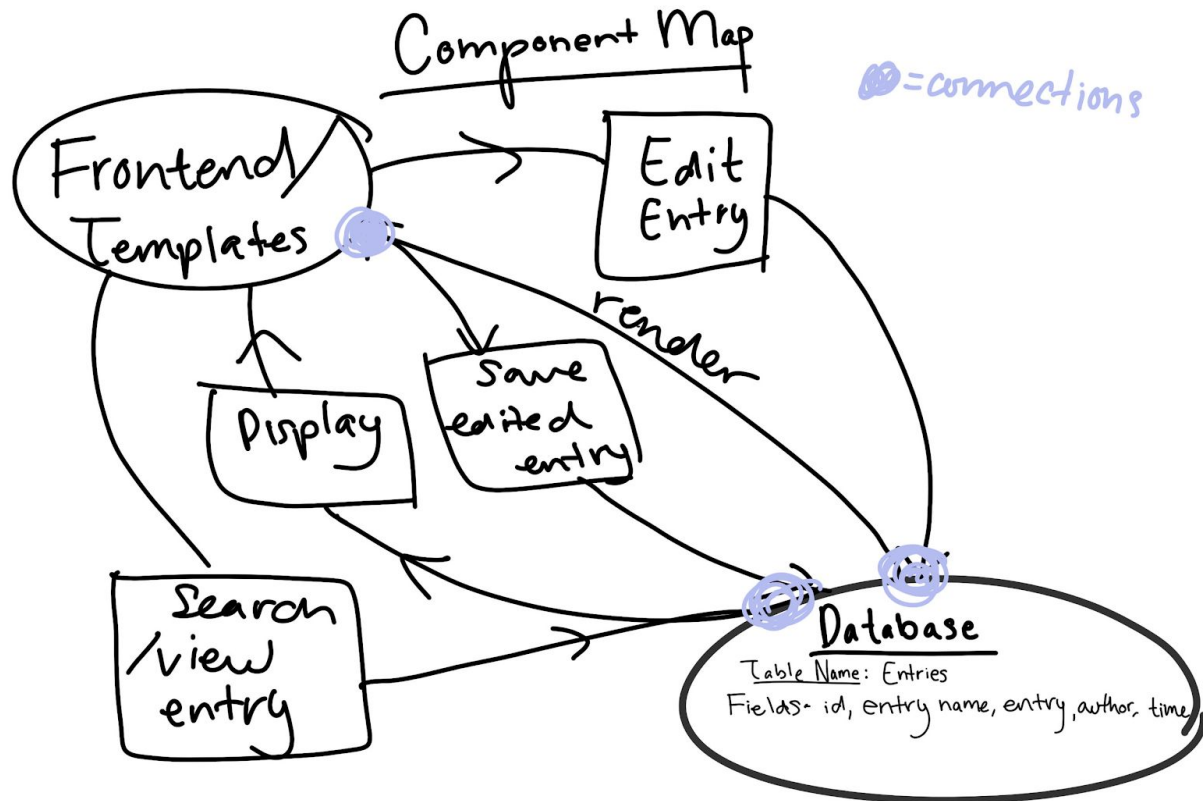 Component Map
=connections
Frontend/
Templates
Edit
Entry
render
Save
edited
entry
Display
Search
/view
entry
Database
Table Name: Entries
Fields- id, entry name, entry, author, time